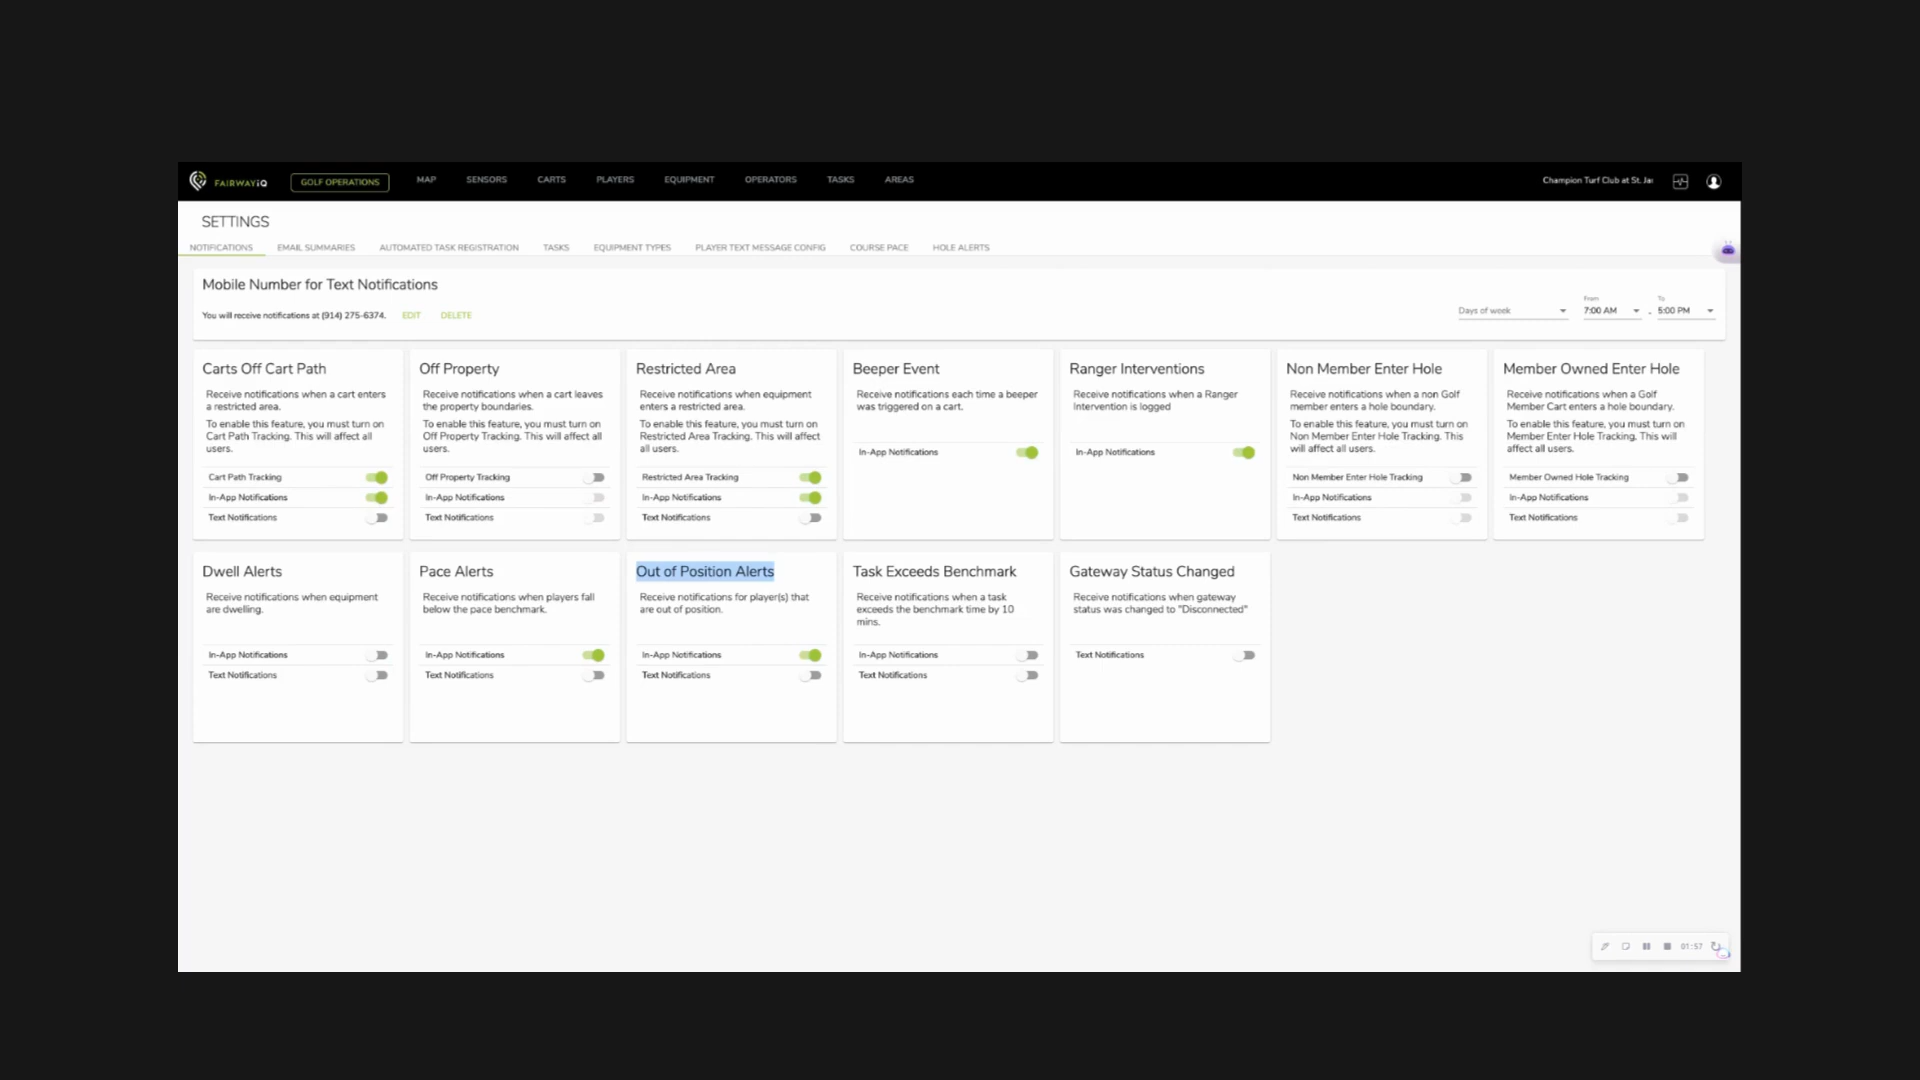 FAIRWAYiQ
GOLF OPERATIONS
MAP
SENSORS
CARTS
PLAYERS
EQUIPMENT
OPERATORS
TASKS
AREAS
Champion Turf Club at St. Ja
SETTINGS
NOTIFICATIONS
EMAIL SUMMARIES
AUTOMATED TASK REGISTRATION
TASKS
EQUIPMENT TYPES
PLAYER TEXT MESSAGE CONFIG
COURSE PACE
HOLE ALERTS
Mobile Number for Text Notifications
You will receive notifications at (914) 275-6374.
EDIT
DELETE
Days of week
From
7:00 AM
-
To
5:00 PM
Carts Off Cart Path
Receive notifications when a cart enters
a restricted area.
To enable this feature, you must turn on
Cart Path Tracking. This will affect all
users.
Cart Path Tracking
In-App Notifications
Text Notifications
Off Property
Receive notifications when a cart leaves
the property boundaries.
To enable this feature, you must turn on
Off Property Tracking. This will affect all
users.
Off Property Tracking
In-App Notifications
Text Notifications
Restricted Area
Receive notifications when equipment
enters a restricted area.
To enable this feature, you must turn on
Restricted Area Tracking. This will affect
all users.
Restricted Area Tracking
In-App Notifications
Text Notifications
Beeper Event
Receive notifications each time a beeper
was triggered on a cart.
In-App Notifications
Ranger Interventions
Receive notifications when a Ranger
Intervention is logged
In-App Notifications
Non Member Enter Hole
Receive notifications when a non Golf
member enters a hole boundary.
To enable this feature, you must turn on
Non Member Enter Hole Tracking. This
will affect all users.
Non Member Enter Hole Tracking
In-App Notifications
Text Notifications
Member Owned Enter Hole
Receive notifications when a Golf
Member Cart enters a hole boundary.
To enable this feature, you must turn on
Member Enter Hole Tracking. This will
affect all users.
Member Owned Hole Tracking
In-App Notifications
Text Notifications
Dwell Alerts
Receive notifications when equipment
are dwelling.
In-App Notifications
Text Notifications
Pace Alerts
Receive notifications when players fall
below the pace benchmark.
In-App Notifications
Text Notifications
Out of Position Alerts
Receive notifications for player(s) that
are out of position.
In-App Notifications
Text Notifications
Task Exceeds Benchmark
Receive notifications when a task
exceeds the benchmark time by 10
mins.
In-App Notifications
Text Notifications
Gateway Status Changed
Receive notifications when gateway
status was changed to "Disconnected"
Text Notifications
01:57